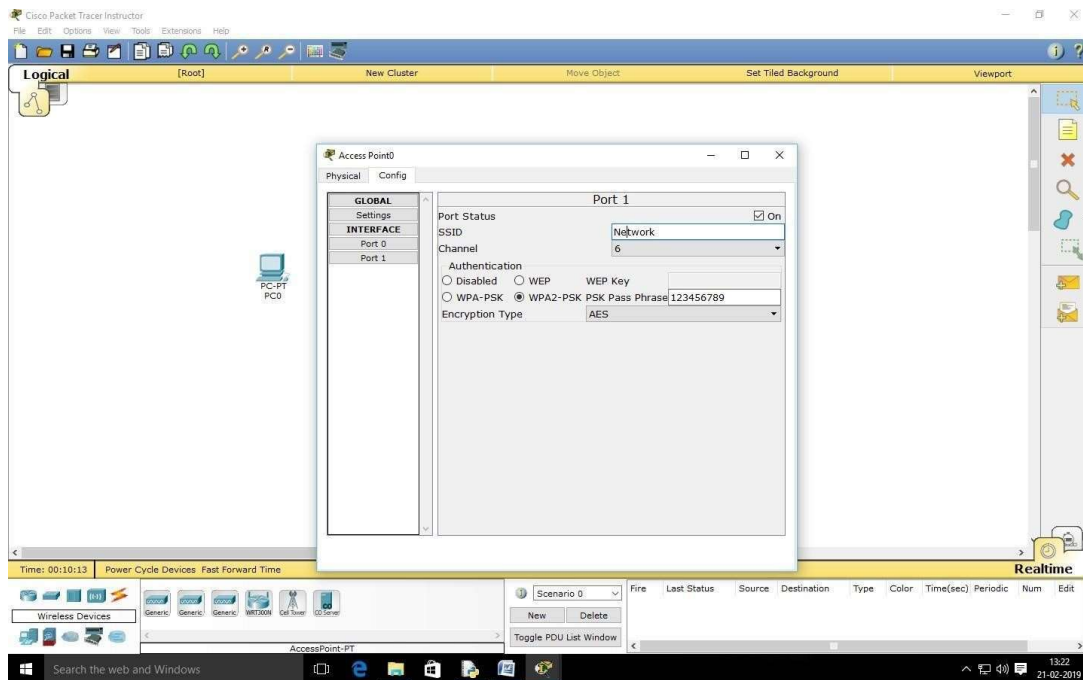 Cisco Packet Tracer Instructor
File Edit Options View Tools Extensions Help
Logical [Root] New Cluster Move Object Set Tiled Background Viewport
Access Point0
Physical Config
GLOBAL
Settings
INTERFACE
Port 0
Port 1
Port 1
Port Status On
SSID Network
Channel 6
Authentication
Disabled WEP WEP Key
WPA-PSK WPA2-PSK PSK Pass Phrase 123456789
Encryption Type AES
PC-PT
PC0
Time: 00:10:13 Power Cycle Devices Fast Forward Time Realtime
Wireless Devices
Generic Generic Generic WRT300N Cell Tower CO Server
AccessPoint-PT
Scenario 0
New Delete
Toggle PDU List Window
Fire Last Status Source Destination Type Color Time(sec) Periodic Num Edit
Search the web and Windows
13:22
21-02-2019